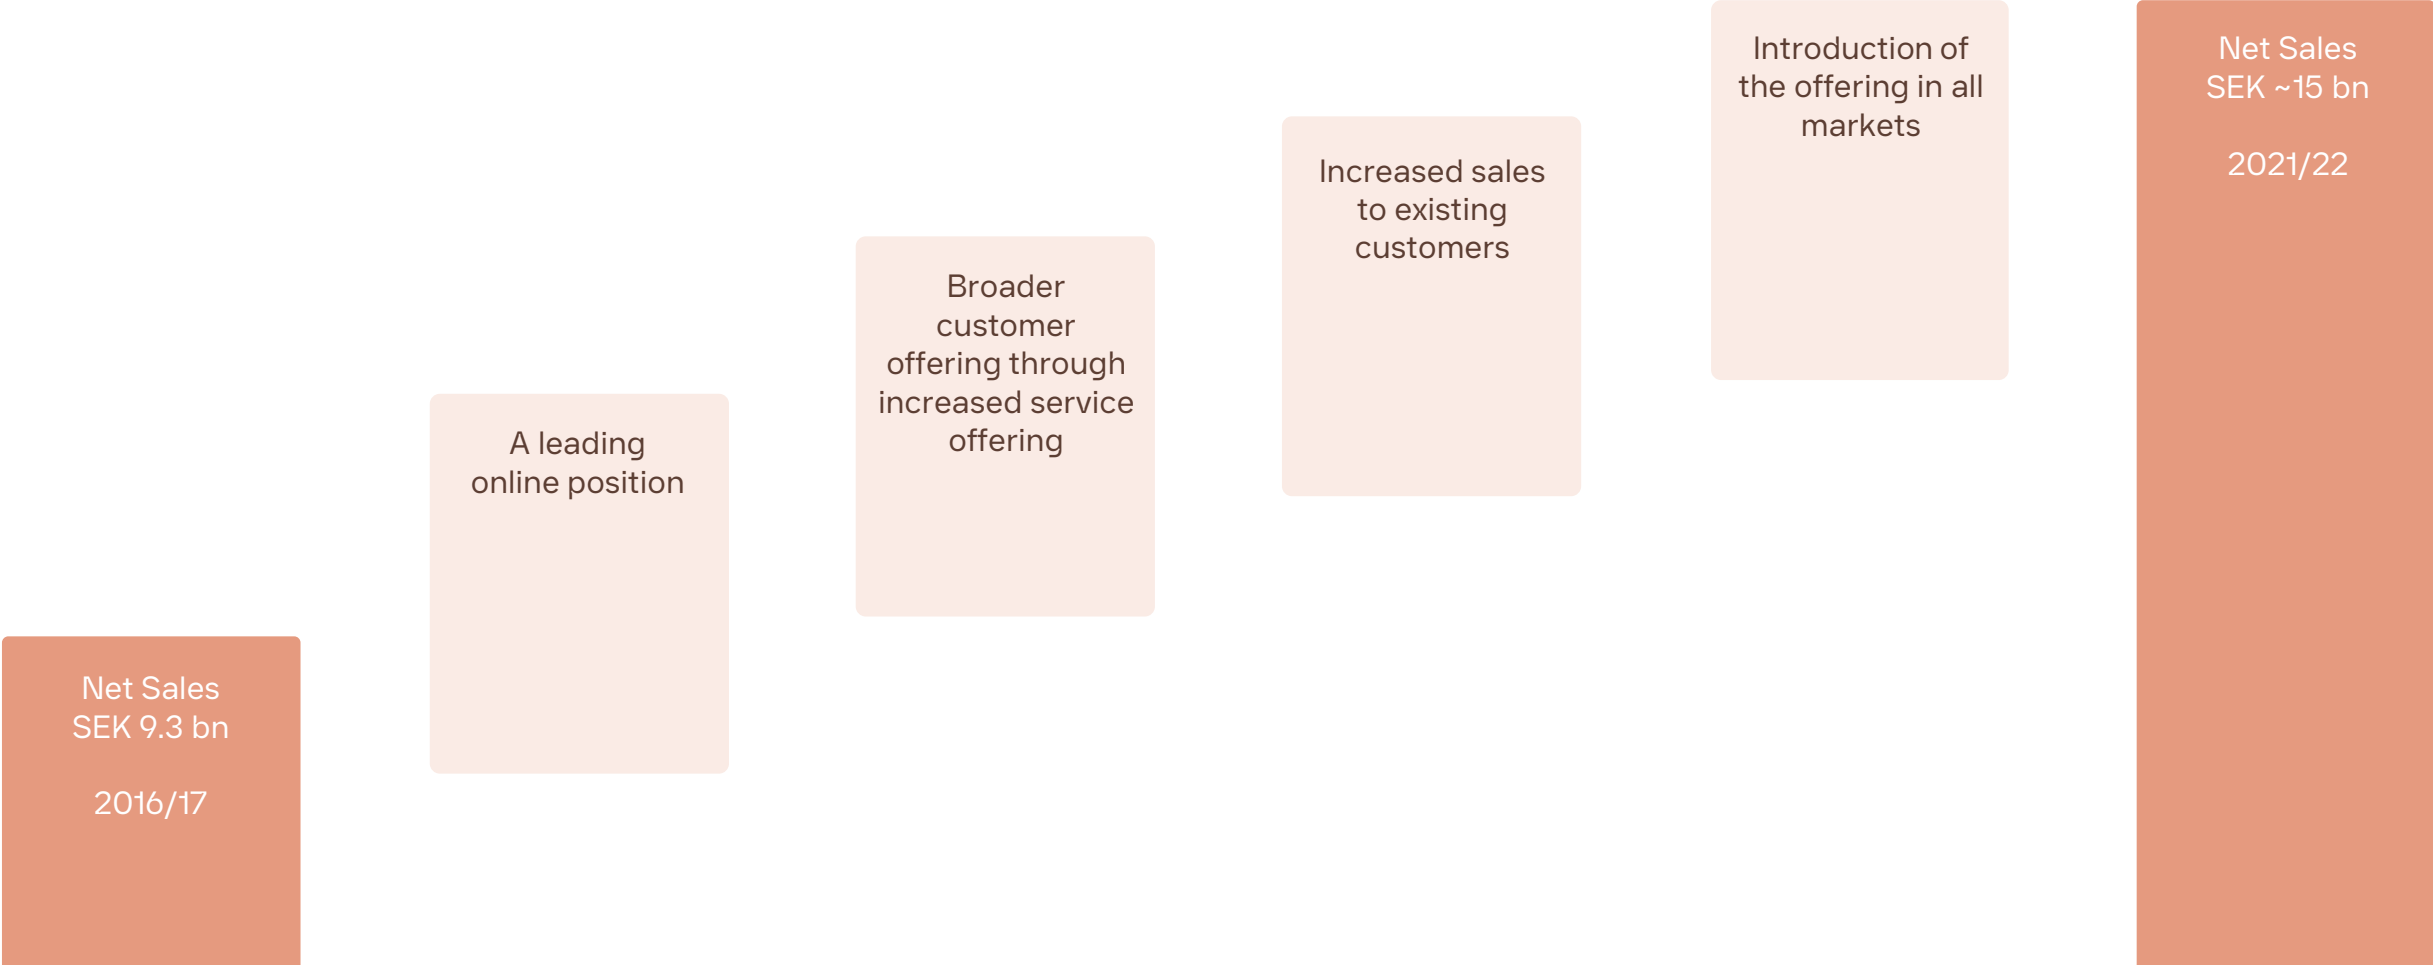 Net Sales
SEK 9.3 bn
2016/17
A leading
online position
Broader
customer
offering through
increased service
offering
Increased sales
to existing
customers
Introduction of
the offering in all
markets
Net Sales
SEK ~15 bn
2021/22